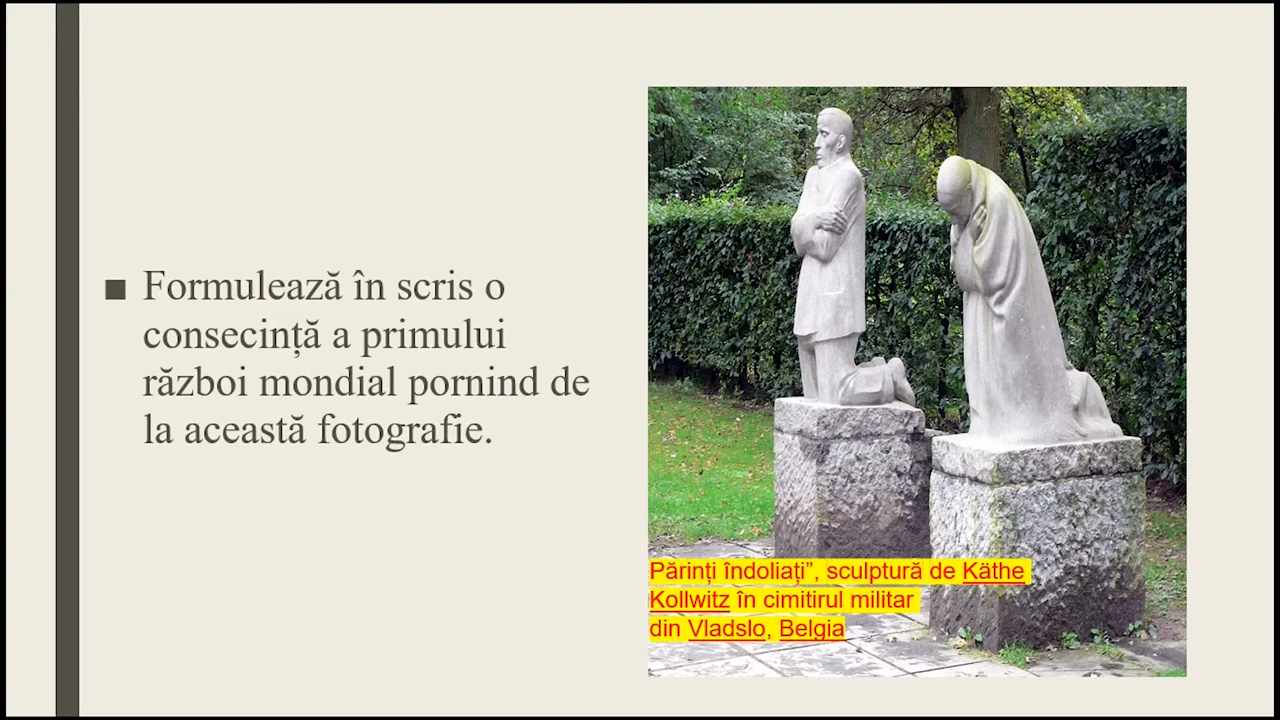 ■ Formulează în scris o
consecință a primului
război mondial pornind de
la această fotografie.
Părinți îndoliați”, sculptură de Käthe
Kollwitz în cimitirul militar
din Vladslo, Belgia